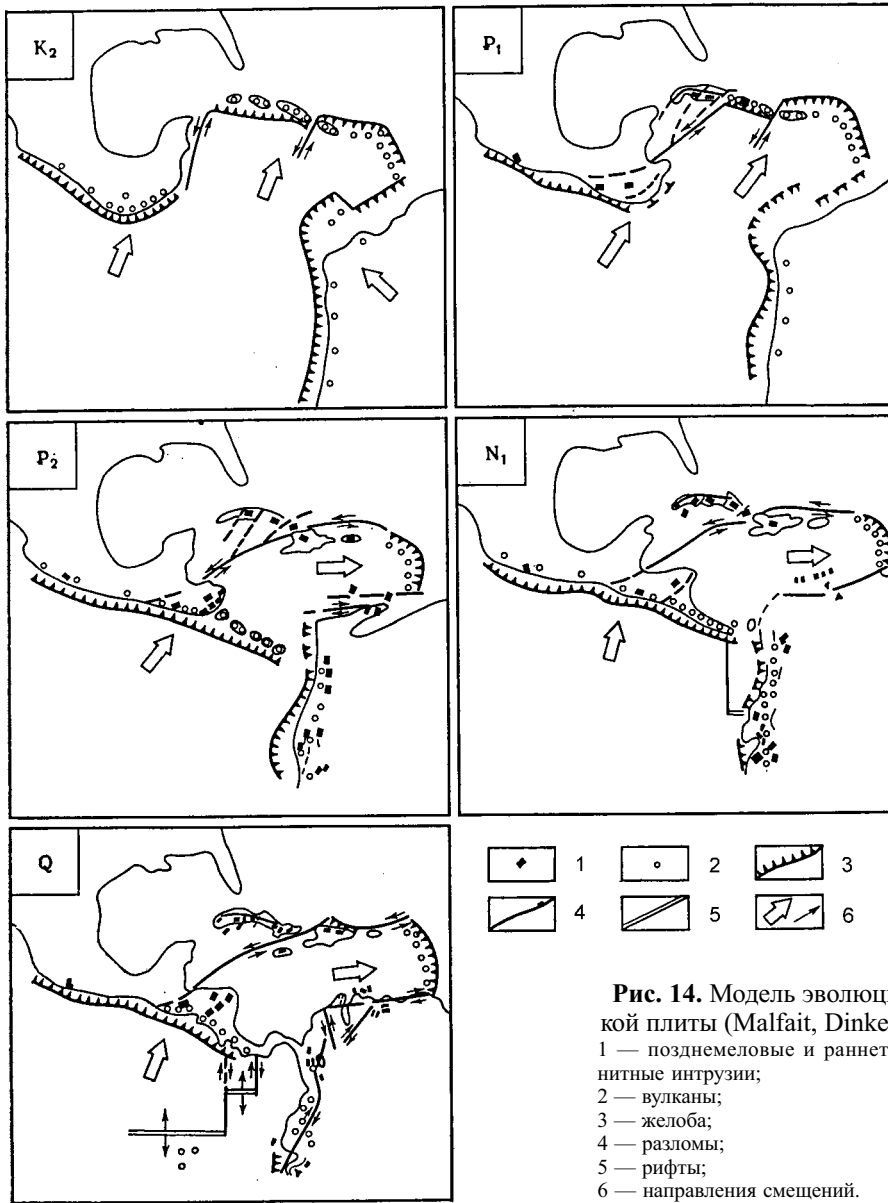 K₂
P₁
P₂
N₁
Q
1 2 3
4 5 6
Рис. 14. Модель эволюц
кой плиты (Malfait, Dinke
1 — позднемеловые и раннет
нитные интрузии;
2 — вулканы;
3 — желоба;
4 — разломы;
5 — рифты;
6 — направления смещений.